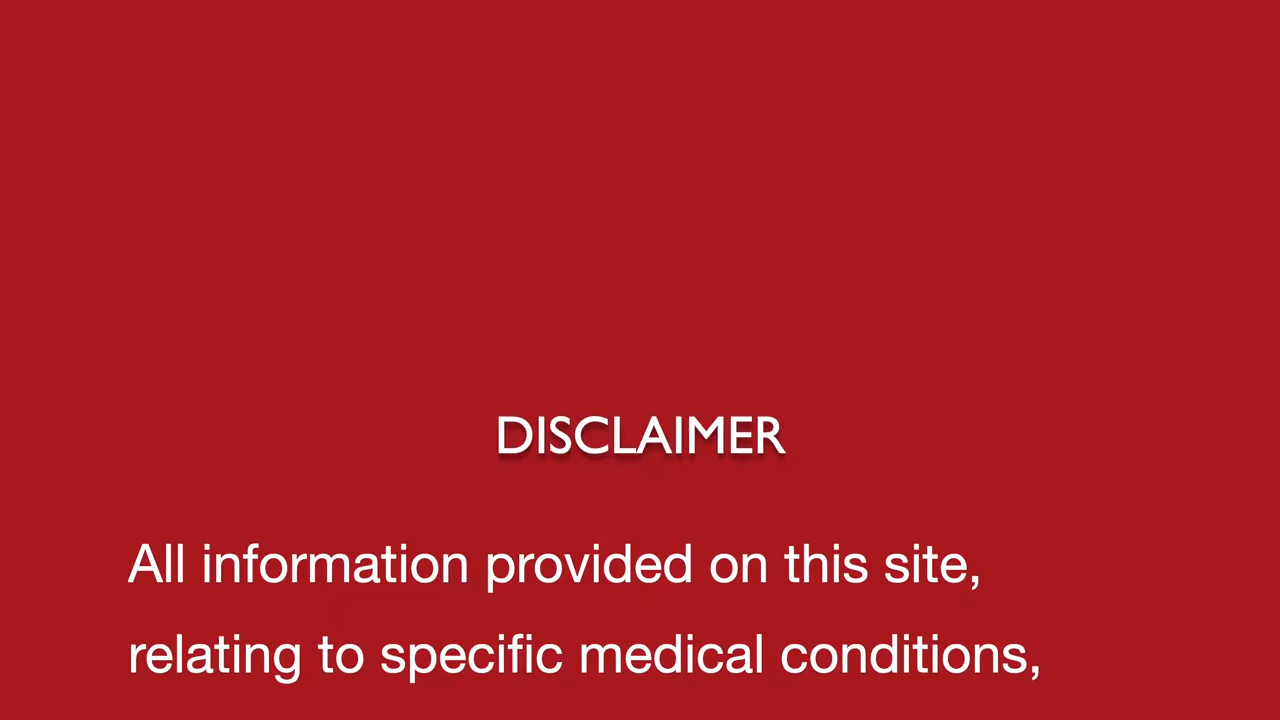 DISCLAIMER
All information provided on this site,
relating to specific medical conditions,